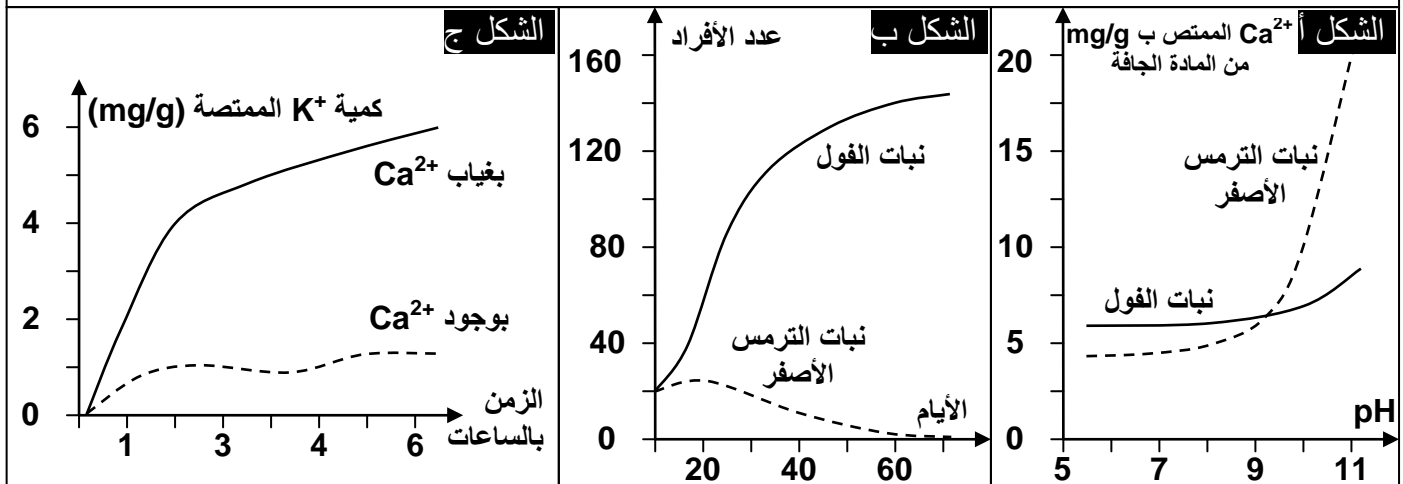 الشكل أ
Ca²⁺ الممتص ب mg/g
من المادة الجافة
20
15
10
5
0
نبات الترمس
الأصفر
نبات الفول
pH
5 7 9 11
الشكل ب
عدد الأفراد
160
120
80
40
0
نبات الفول
نبات الترمس
الأصفر
الأيام
20 40 60
الشكل ج
كمية K⁺ الممتصة (mg/g)
6
4
2
0
بغياب Ca²⁺
بوجود Ca²⁺
الزمن
بالساعات
1 3 4 6